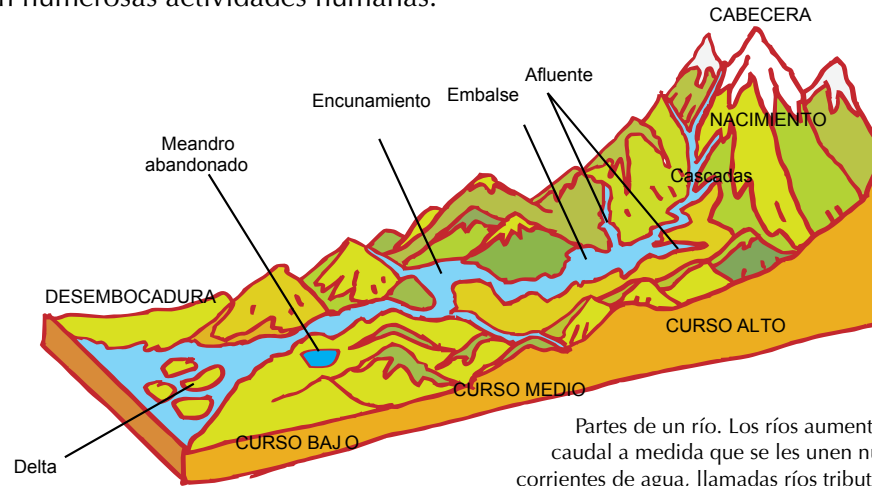 n numerosas actividades humanas.
CABECERA
Afluente
Encunamiento
Embalse
NACIMIENTO
Meandro
abandonado
Cascadas
DESEMBOCADURA
CURSO ALTO
CURSO MEDIO
CURSO BAJO
Delta
Partes de un río. Los ríos aument
caudal a medida que se les unen nu
corrientes de agua, llamadas ríos tribut